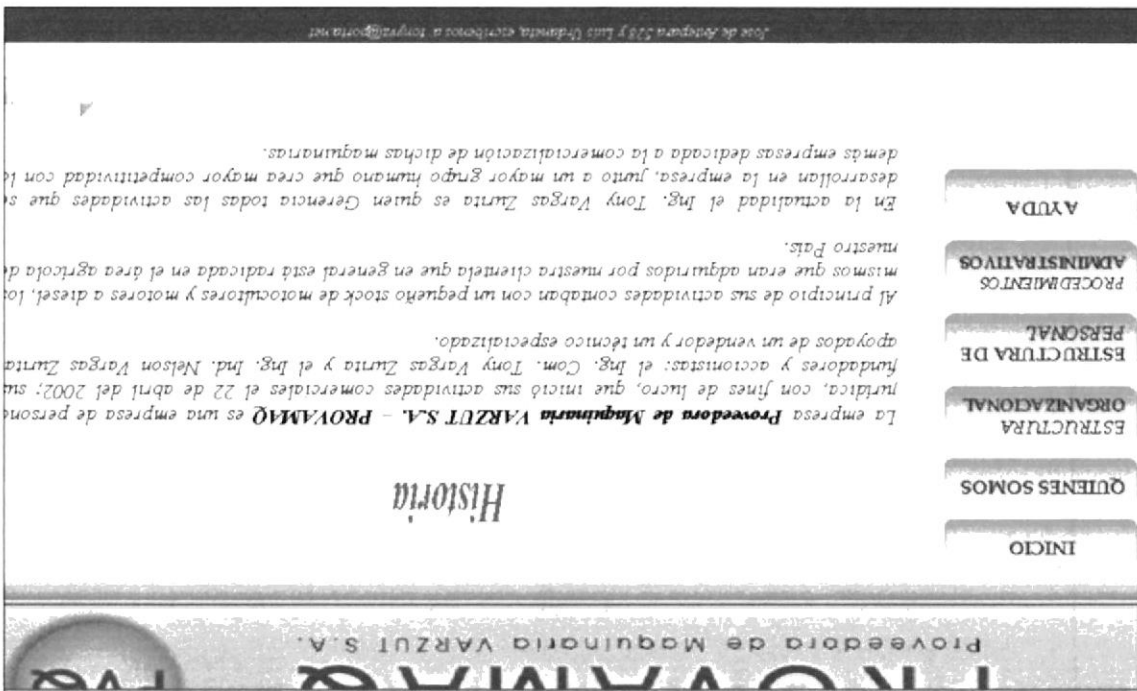 PROVAMAQ
Proveedora de Maquinaria VARZUT S.A.
INICIO
QUIENES SOMOS
ESTRUCTURA
ORGANIZACIONAL
ESTRUCTURA DE
PERSONAL
PROCEDIMIENTOS
ADMINISTRATIVOS
AYUDA
Historia
La empresa Proveedora de Maquinaria VARZUT S.A. – PROVAMAQ es una empresa de persona
jurídica, con fines de lucro, que inició sus actividades comerciales el 22 de abril del 2002; sus
fundadores y accionistas: el Ing. Com. Tony Vargas Zurita y el Ing. Ind. Nelson Vargas Zurita
apoyados de un vendedor y un técnico especializado.
Al principio de sus actividades contaban con un pequeño stock de motocultores y motores a diesel, los
mismos que eran adquiridos por nuestra clientela que en general está radicada en el área agrícola de
nuestro País.
En la actualidad el Ing. Tony Vargas Zurita es quien Gerencia todas las actividades que se
desarrollan en la empresa, junto a un mayor grupo humano que crea mayor competitividad con l
demás empresas dedicada a la comercialización de dichas maquinarias.
Jose de Antepara 528 y Luis Urdaneta, escríbenos a: tonyvaz@porta.net